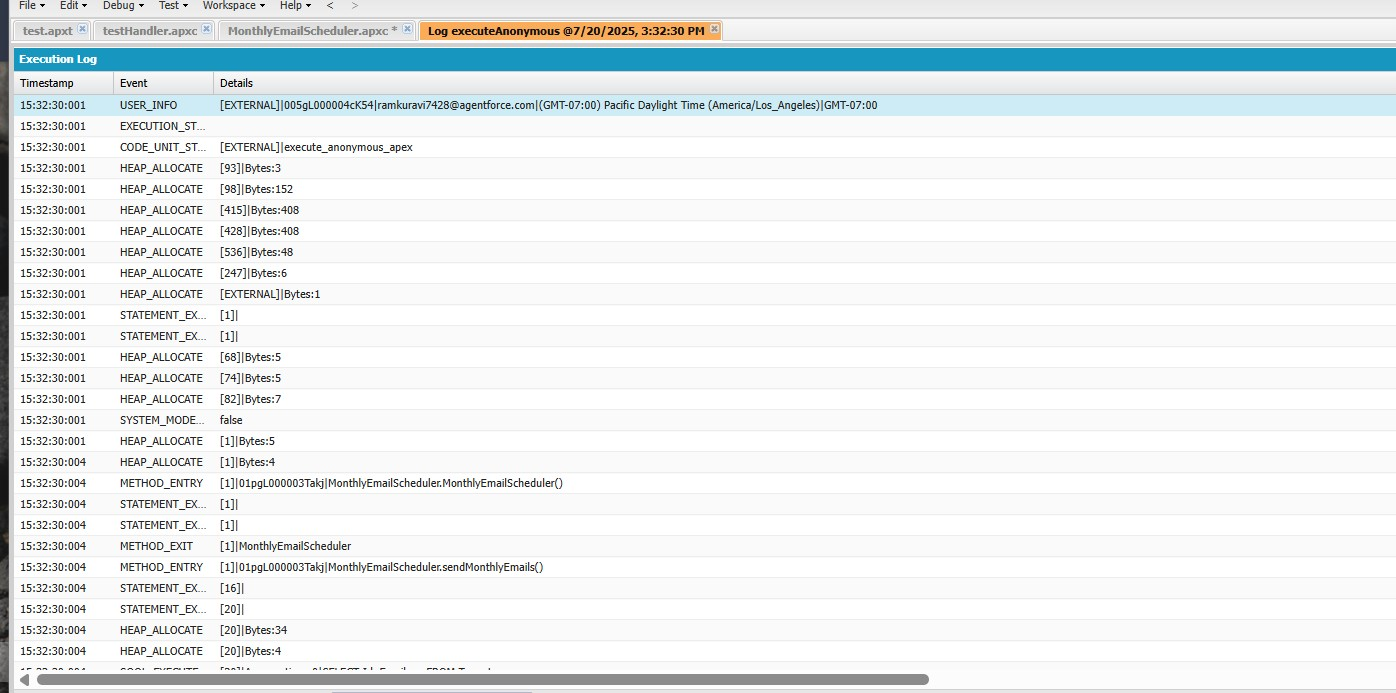 File Edit Debug Test Workspace Help < >
test.apxt testHandler.apxc MonthlyEmailScheduler.apxc * Log executeAnonymous @7/20/2025, 3:32:30 PM
Execution Log
Timestamp Event Details
15:32:30:001 USER_INFO [EXTERNAL]|005gL000004cK54|ramkuravi7428@agentforce.com|(GMT-07:00) Pacific Daylight Time (America/Los_Angeles)|GMT-07:00
15:32:30:001 EXECUTION_ST...
15:32:30:001 CODE_UNIT_ST... [EXTERNAL]|execute_anonymous_apex
15:32:30:001 HEAP_ALLOCATE [93]|Bytes:3
15:32:30:001 HEAP_ALLOCATE [98]|Bytes:152
15:32:30:001 HEAP_ALLOCATE [415]|Bytes:408
15:32:30:001 HEAP_ALLOCATE [428]|Bytes:408
15:32:30:001 HEAP_ALLOCATE [536]|Bytes:48
15:32:30:001 HEAP_ALLOCATE [247]|Bytes:6
15:32:30:001 HEAP_ALLOCATE [EXTERNAL]|Bytes:1
15:32:30:001 STATEMENT_EX... [1]|
15:32:30:001 STATEMENT_EX... [1]|
15:32:30:001 HEAP_ALLOCATE [68]|Bytes:5
15:32:30:001 HEAP_ALLOCATE [74]|Bytes:5
15:32:30:001 HEAP_ALLOCATE [82]|Bytes:7
15:32:30:001 SYSTEM_MODE... false
15:32:30:001 HEAP_ALLOCATE [1]|Bytes:5
15:32:30:004 HEAP_ALLOCATE [1]|Bytes:4
15:32:30:004 METHOD_ENTRY [1]|01pgL000003Takj|MonthlyEmailScheduler.MonthlyEmailScheduler()
15:32:30:004 STATEMENT_EX... [1]|
15:32:30:004 STATEMENT_EX... [1]|
15:32:30:004 METHOD_EXIT [1]|MonthlyEmailScheduler
15:32:30:004 METHOD_ENTRY [1]|01pgL000003Takj|MonthlyEmailScheduler.sendMonthlyEmails()
15:32:30:004 STATEMENT_EX... [16]|
15:32:30:004 STATEMENT_EX... [20]|
15:32:30:004 HEAP_ALLOCATE [20]|Bytes:34
15:32:30:004 HEAP_ALLOCATE [20]|Bytes:4